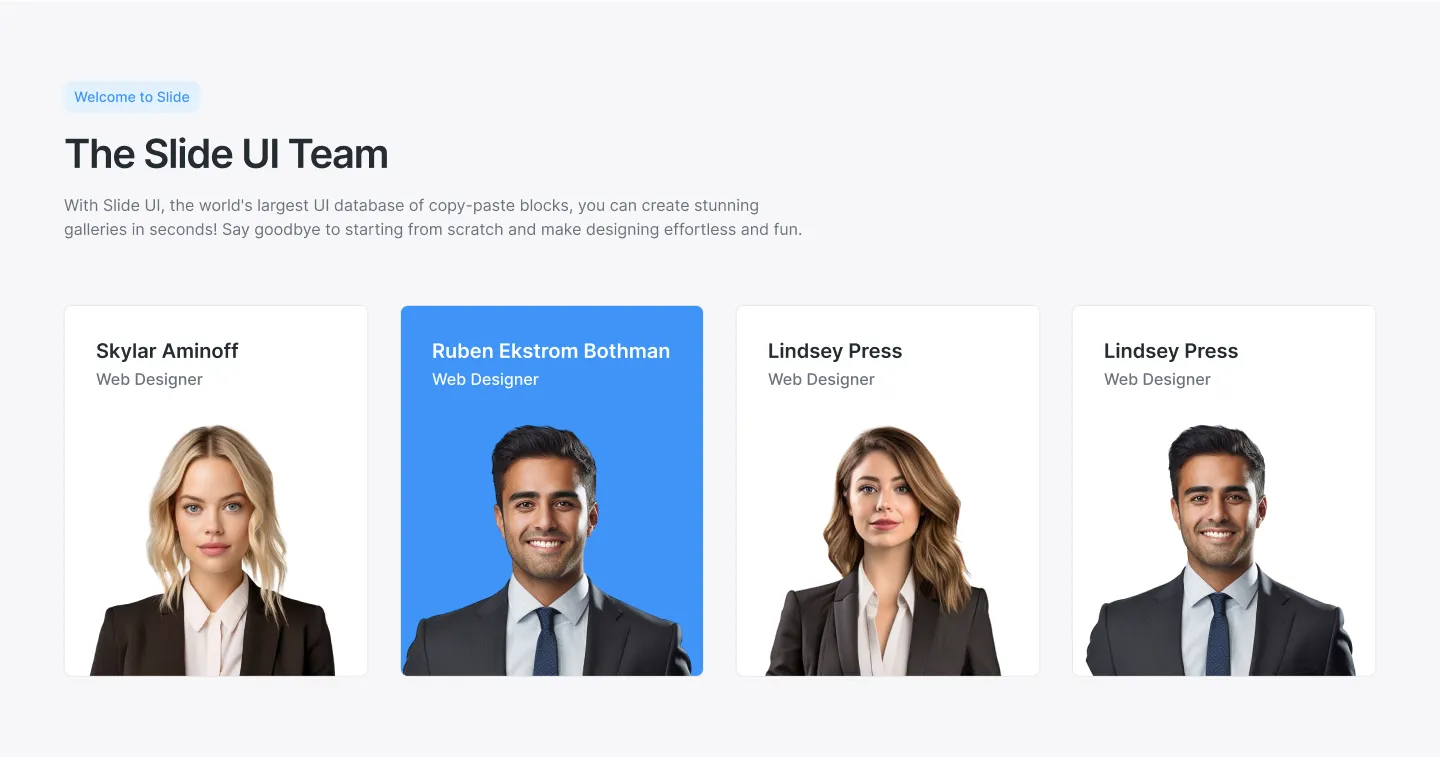 Welcome to Slide
The Slide UI Team
With Slide UI, the world's largest UI database of copy-paste blocks, you can create stunning
galleries in seconds! Say goodbye to starting from scratch and make designing effortless and fun.
Skylar Aminoff
Web Designer
Ruben Ekstrom Bothman
Web Designer
Lindsey Press
Web Designer
Lindsey Press
Web Designer